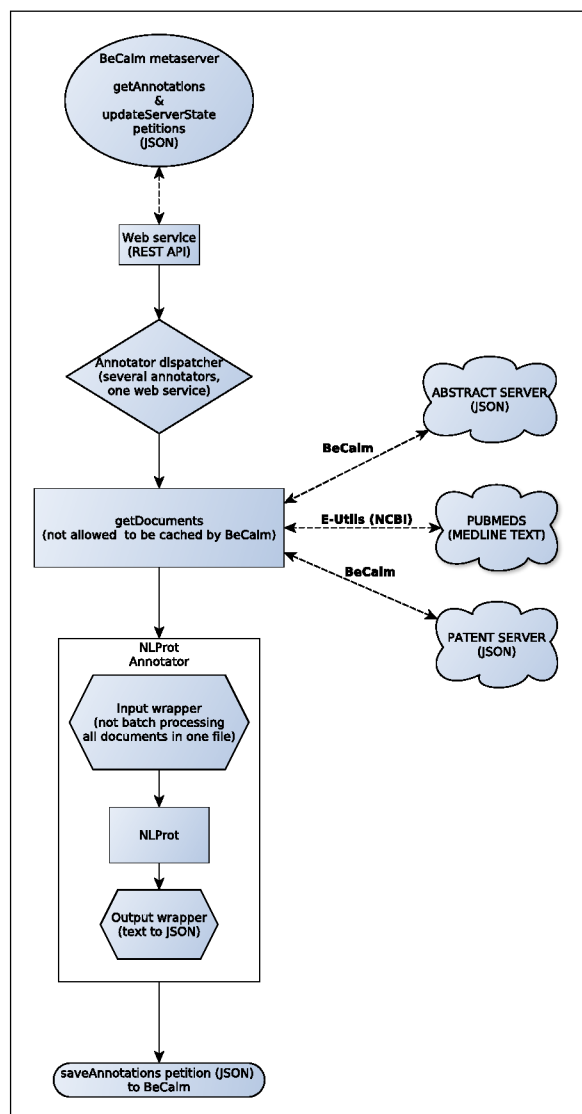 BeCalm metaserver
getAnnotations
&
updateServerState
petitions
(JSON)
Web service
(REST API)
Annotator dispatcher
(several annotators,
one web service)
ABSTRACT SERVER
(JSON)
BeCalm
getDocuments
(not allowed  to be cached by BeCalm)
E-Utils (NCBI)
PUBMEDS
(MEDLINE TEXT)
BeCalm
PATENT SERVER
(JSON)
NLProt
Annotator
Input wrapper
(not batch processing
all documents in one file)
NLProt
Output wrapper
(text to JSON)
saveAnnotations petition (JSON)
to BeCalm